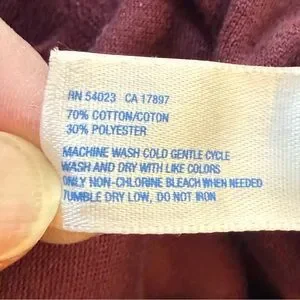 RN 54023 CA 17897
70% COTTON/COTON
30% POLYESTER
MACHINE WASH COLD GENTLE CYCLE
WASH AND DRY WITH LIKE COLORS
ONLY NON-CHLORINE BLEACH WHEN NEEDED
TUMBLE DRY LOW, DO NOT IRON